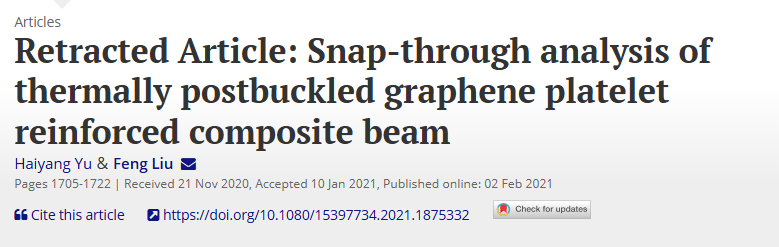 Articles
Retracted Article: Snap-through analysis of
thermally postbuckled graphene platelet
reinforced composite beam
Haiyang Yu & Feng Liu
Pages 1705-1722 | Received 21 Nov 2020, Accepted 10 Jan 2021, Published online: 02 Feb 2021
Cite this article https://doi.org/10.1080/15397734.2021.1875332 Check for updates